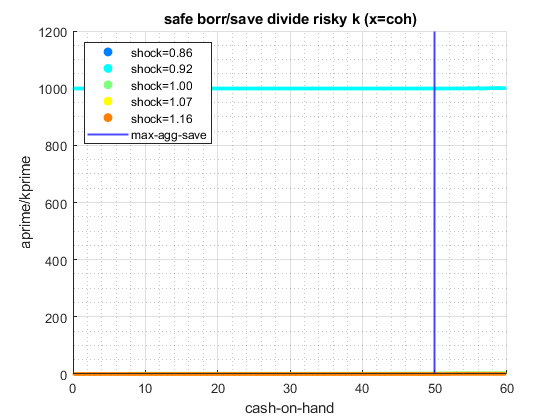 safe borr/save divide risky k (x=coh)
1200
1000
800
600
400
200
0
aprime/kprime
shock=0.86
shock=0.92
shock=1.00
shock=1.07
shock=1.16
max-agg-save
0 10 20 30 40 50 60
cash-on-hand